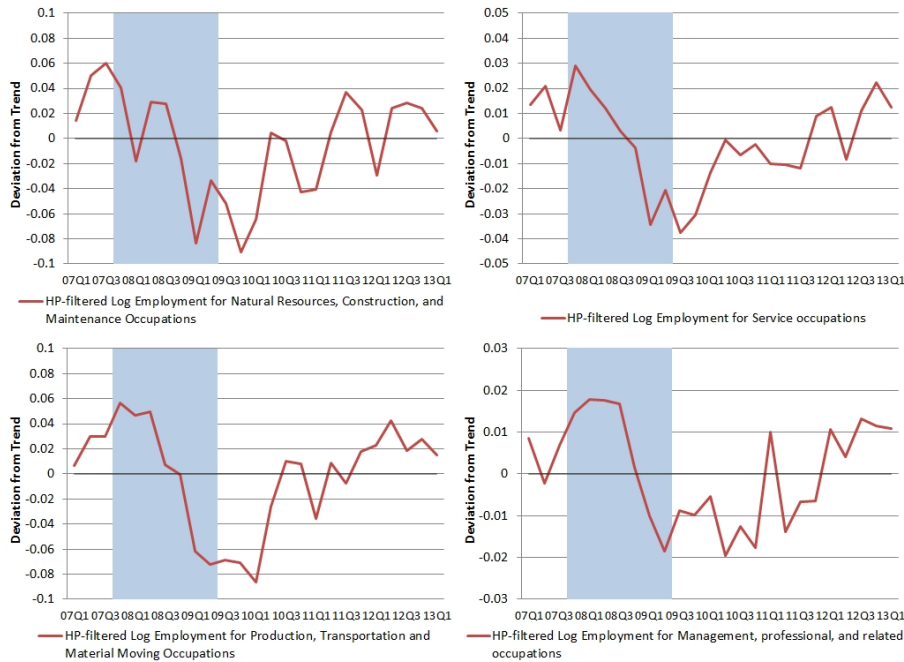 0.1
0.08
0.06
0.04
0.02
0
-0.02
-0.04
-0.06
-0.08
-0.1
Deviation from Trend
07Q1 07Q3 08Q1 08Q3 09Q1 09Q3 10Q1 10Q3 11Q1 11Q3 12Q1 12Q3 13Q1
HP-filtered Log Employment for Natural Resources, Construction, and
Maintenance Occupations
0.05
0.04
0.03
0.02
0.01
0
-0.01
-0.02
-0.03
-0.04
-0.05
Deviation from Trend
07Q1 07Q3 08Q1 08Q3 09Q1 09Q3 10Q1 10Q3 11Q1 11Q3 12Q1 12Q3 13Q1
HP-filtered Log Employment for Service occupations
0.1
0.08
0.06
0.04
0.02
0
-0.02
-0.04
-0.06
-0.08
-0.1
Deviation from Trend
07Q1 07Q3 08Q1 08Q3 09Q1 09Q3 10Q1 10Q3 11Q1 11Q3 12Q1 12Q3 13Q1
HP-filtered Log Employment for Production, Transportation and
Material Moving Occupations
0.03
0.02
0.01
0
-0.01
-0.02
-0.03
Deviation from Trend
07Q1 07Q3 08Q1 08Q3 09Q1 09Q3 10Q1 10Q3 11Q1 11Q3 12Q1 12Q3 13Q1
HP-filtered Log Employment for Management, professional, and related
occupations